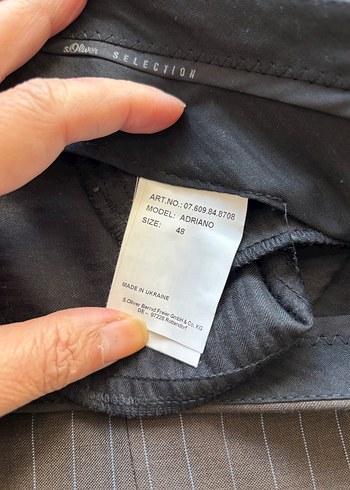 s.Oliver SELECTION
ART.NO.: 07.609.84.8708
MODEL: ADRIANO
SIZE: 48
MADE IN UKRAINE
S.Oliver Bernd Freier GmbH & Co. KG
DE - 97228 Rottendorf